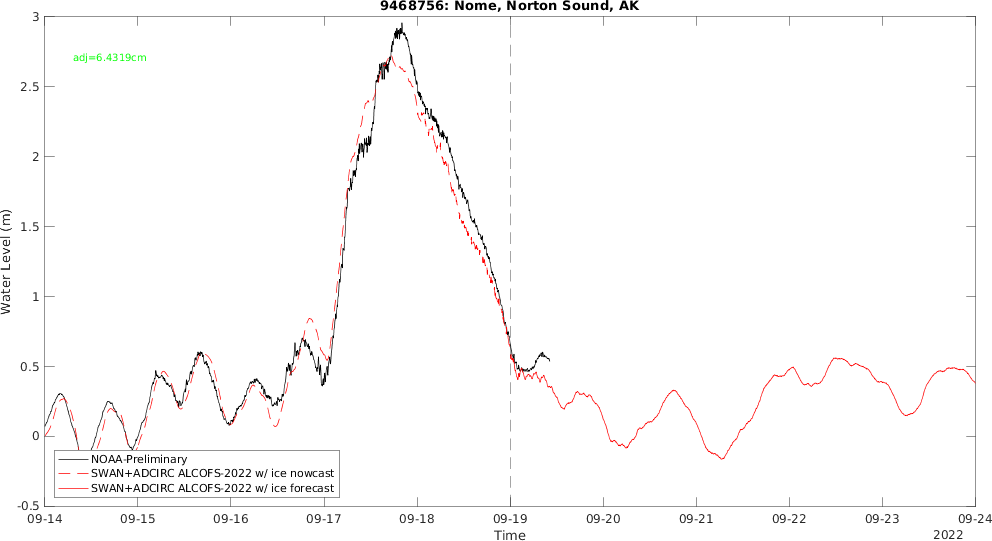 9468756: Nome, Norton Sound, AK
adj=6.4319cm
3
2.5
2
1.5
1
0.5
0
-0.5
Water Level (m)
NOAA-Preliminary
SWAN+ADCIRC ALCOFS-2022 w/ ice nowcast
SWAN+ADCIRC ALCOFS-2022 w/ ice forecast
09-14 09-15 09-16 09-17 09-18 09-19 09-20 09-21 09-22 09-23 09-24
Time
2022